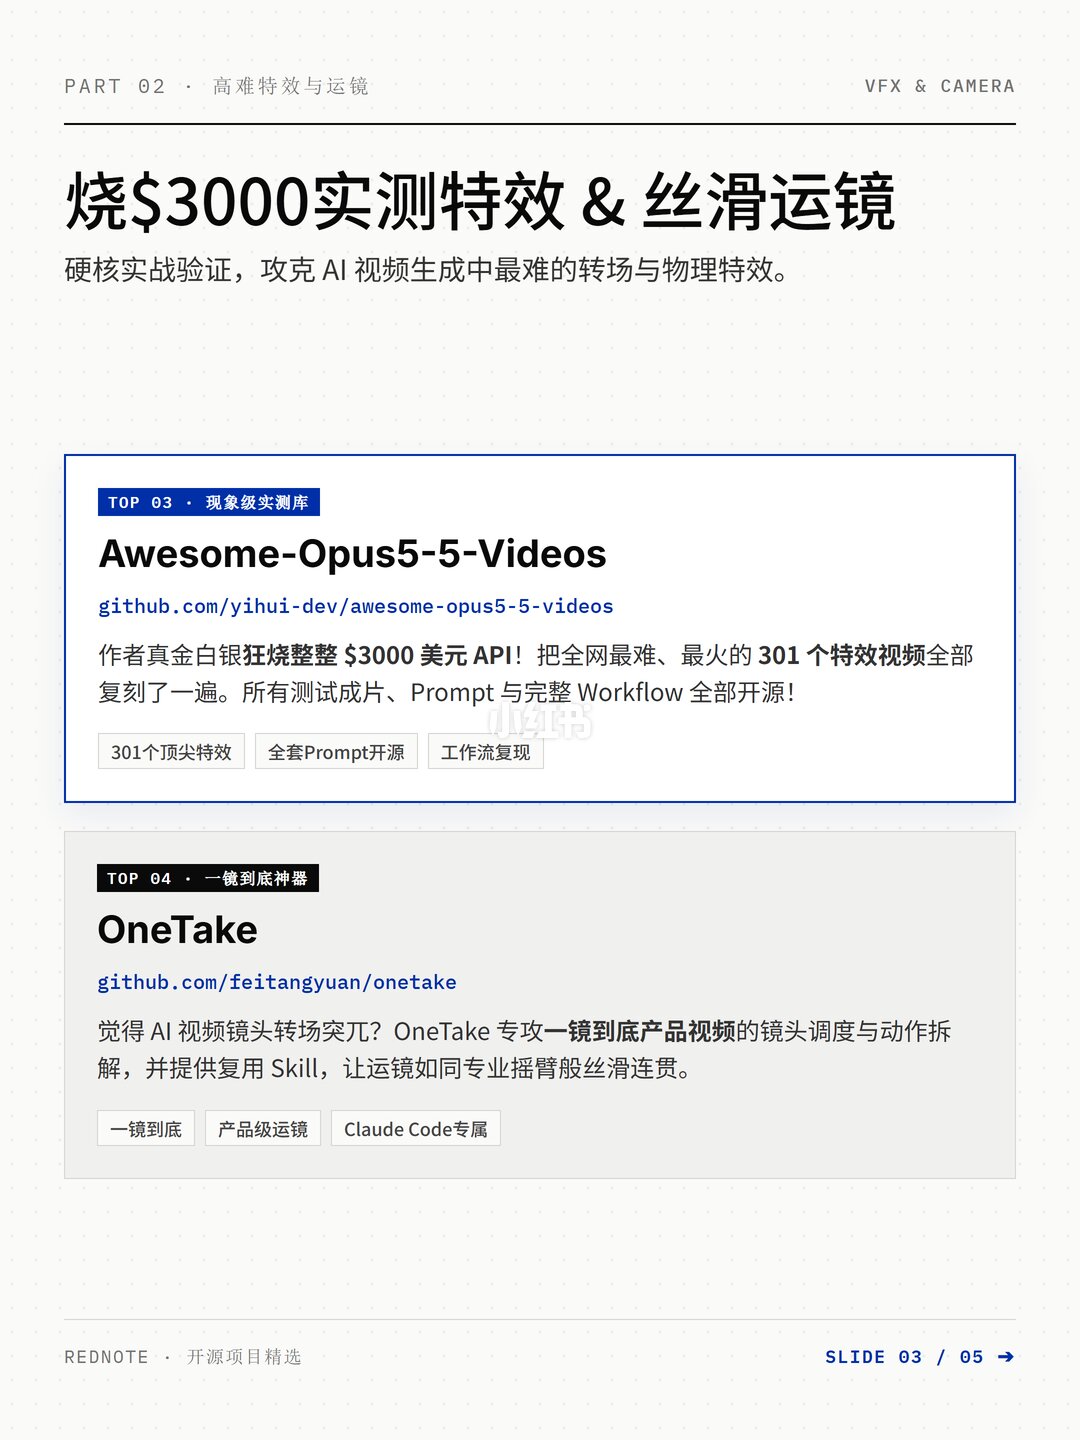 PART 02 · 高难特效与运镜
VFX & CAMERA
烧$3000实测特效 & 丝滑运镜
硬核实战验证，攻克 AI 视频生成中最难的转场与物理特效。
TOP 03 · 现象级实测库
Awesome-Opus5-5-Videos
github.com/yihui-dev/awesome-opus5-5-videos
作者真金白银狂烧整整 $3000 美元 API！把全网最难、最火的 301 个特效视频全部
复刻了一遍。所有测试成片、Prompt 与完整 Workflow 全部开源！
小红书
301个顶尖特效
全套Prompt开源
工作流复现
TOP 04 · 一镜到底神器
OneTake
github.com/feitangyuan/onetake
觉得 AI 视频镜头转场突兀？OneTake 专攻一镜到底产品视频的镜头调度与动作拆
解，并提供复用 Skill，让运镜如同专业摇臂般丝滑连贯。
一镜到底
产品级运镜
Claude Code专属
REDNOTE · 开源项目精选
SLIDE 03 / 05 ➔